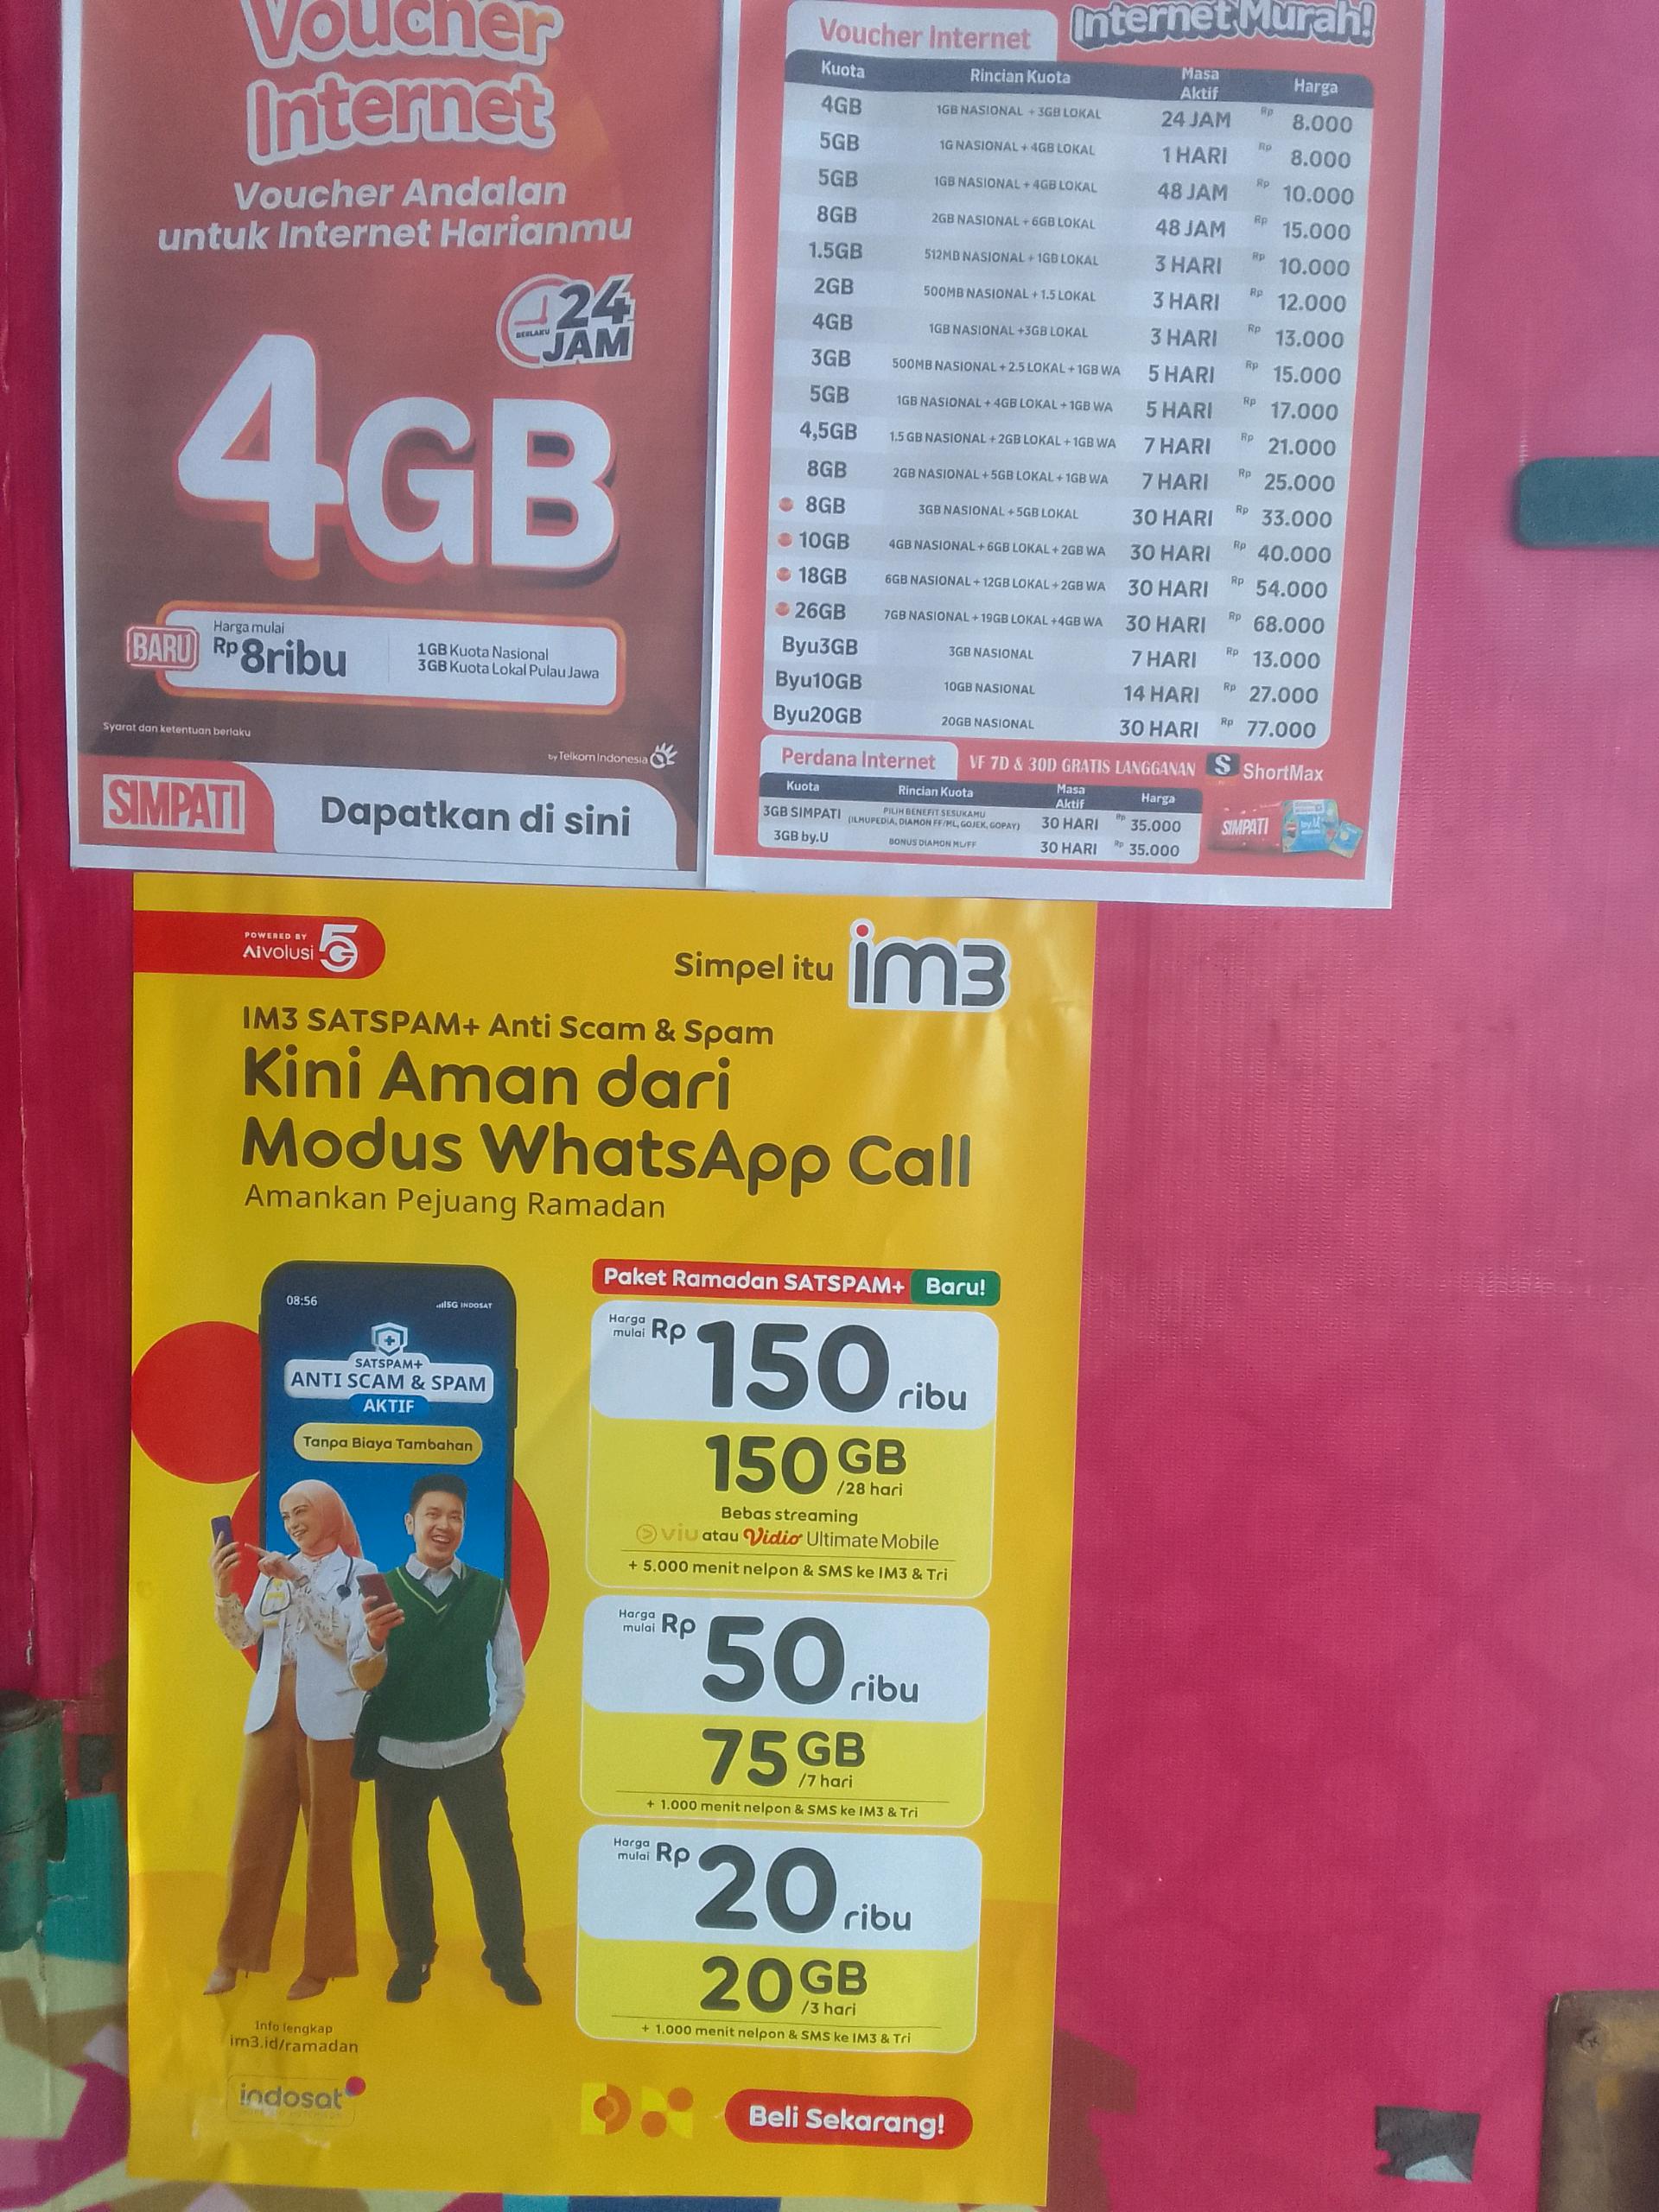 Voucher
Internet
Voucher Andalan
untuk Internet Harianmu
BERLAKU 24
JAM
4GB
BARU
Harga mulai
Rp8ribu
1GB Kuota Nasional
3GB Kuota Lokal Pulau Jawa
Syarat dan ketentuan berlaku
by Telkom Indonesia
SIMPATI
Dapatkan di sini
Voucher Internet
Internet Murah!
Kuota Rincian Kuota Masa Aktif Harga
4GB 1GB NASIONAL + 3GB LOKAL 24 JAM Rp 8.000
5GB 1G NASIONAL + 4GB LOKAL 1 HARI Rp 8.000
5GB 1GB NASIONAL + 4GB LOKAL 48 JAM Rp 10.000
8GB 2GB NASIONAL + 6GB LOKAL 48 JAM Rp 15.000
1.5GB 512MB NASIONAL + 1GB LOKAL 3 HARI Rp 10.000
2GB 500MB NASIONAL + 1.5 LOKAL 3 HARI Rp 12.000
4GB 1GB NASIONAL +3GB LOKAL 3 HARI Rp 13.000
3GB 500MB NASIONAL + 2.5 LOKAL + 1GB WA 5 HARI Rp 15.000
5GB 1GB NASIONAL + 4GB LOKAL + 1GB WA 5 HARI Rp 17.000
4,5GB 1.5 GB NASIONAL + 2GB LOKAL + 1GB WA 7 HARI Rp 21.000
8GB 2GB NASIONAL + 5GB LOKAL + 1GB WA 7 HARI Rp 25.000
8GB 3GB NASIONAL + 5GB LOKAL 30 HARI Rp 33.000
10GB 4GB NASIONAL + 6GB LOKAL + 2GB WA 30 HARI Rp 40.000
18GB 6GB NASIONAL + 12GB LOKAL + 2GB WA 30 HARI Rp 54.000
26GB 7GB NASIONAL + 19GB LOKAL +4GB WA 30 HARI Rp 68.000
Byu3GB 3GB NASIONAL 7 HARI Rp 13.000
Byu10GB 10GB NASIONAL 14 HARI Rp 27.000
Byu20GB 20GB NASIONAL 30 HARI Rp 77.000
Perdana Internet VF 7D & 30D GRATIS LANGGANAN S ShortMax
Kuota Rincian Kuota Masa Aktif Harga
3GB SIMPATI PILIH BENEFIT SESUKAMU (ILMUPEDIA, DIAMON FF/ML, GOJEK, GOPAY) 30 HARI Rp 35.000
3GB by.U BONUS DIAMON ML/FF 30 HARI Rp 35.000
SIMPATI
by.U
POWERED BY
AIvolusi 5G
Simpel itu im3
IM3 SATSPAM+ Anti Scam & Spam
Kini Aman dari
Modus WhatsApp Call
Amankan Pejuang Ramadan
08:56 5G INDOSAT
SATSPAM+
ANTI SCAM & SPAM
AKTIF
Tanpa Biaya Tambahan
Paket Ramadan SATSPAM+ Baru!
Harga mulai Rp 150 ribu
150 GB /28 hari
Bebas streaming
viu atau Vidio Ultimate Mobile
+ 5.000 menit nelpon & SMS ke IM3 & Tri
Harga mulai Rp 50 ribu
75 GB /7 hari
+ 1.000 menit nelpon & SMS ke IM3 & Tri
Harga mulai Rp 20 ribu
20 GB /3 hari
+ 1.000 menit nelpon & SMS ke IM3 & Tri
Info lengkap
im3.id/ramadan
indosat
Beli Sekarang!